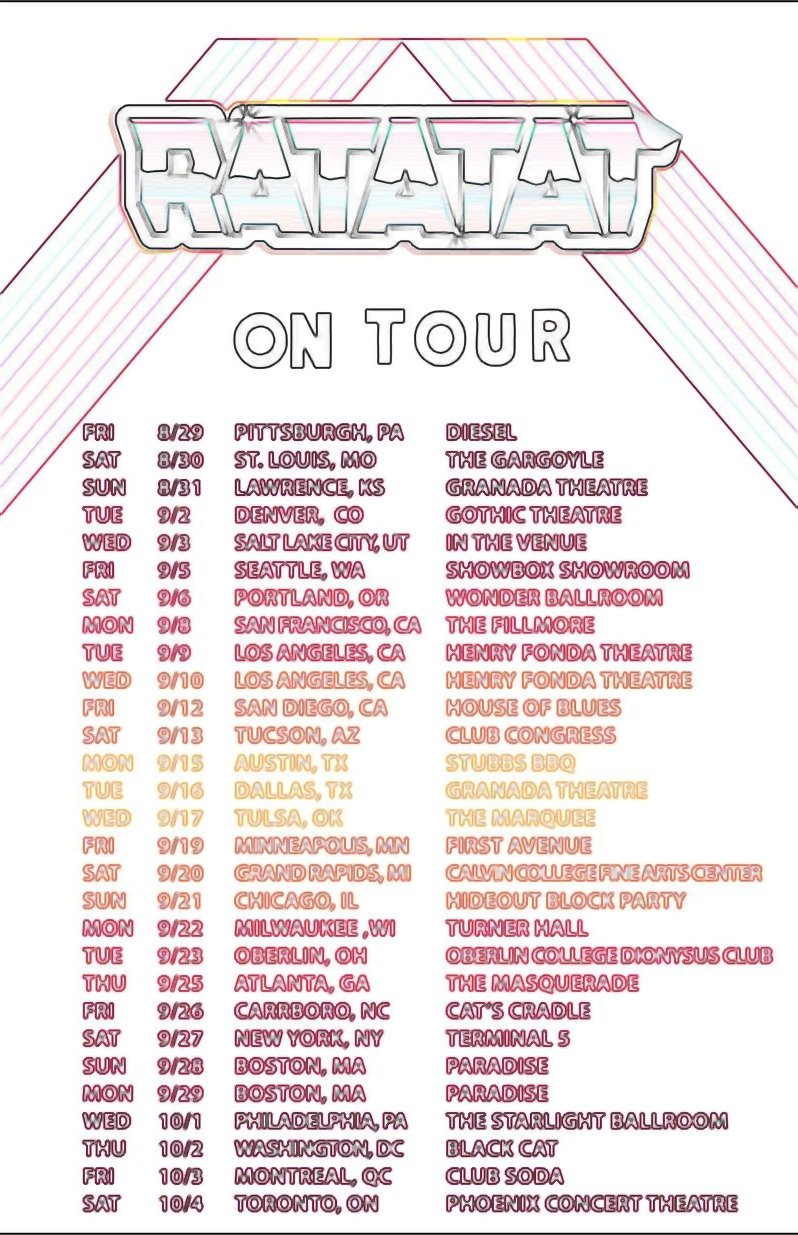 RATATAT
ON TOUR
FRI 8/29 PITTSBURGH, PA DIESEL
SAT 8/30 ST. LOUIS, MO THE GARGOYLE
SUN 8/31 LAWRENCE, KS GRANADA THEATRE
TUE 9/2 DENVER, CO GOTHIC THEATRE
WED 9/3 SALT LAKE CITY, UT IN THE VENUE
FRI 9/5 SEATTLE, WA SHOWBOX SHOWROOM
SAT 9/6 PORTLAND, OR WONDER BALLROOM
MON 9/8 SAN FRANCISCO, CA THE FILLMORE
TUE 9/9 LOS ANGELES, CA HENRY FONDA THEATRE
WED 9/10 LOS ANGELES, CA HENRY FONDA THEATRE
FRI 9/12 SAN DIEGO, CA HOUSE OF BLUES
SAT 9/13 TUCSON, AZ CLUB CONGRESS
MON 9/15 AUSTIN, TX STUBBS BBQ
TUE 9/16 DALLAS, TX GRANADA THEATRE
WED 9/17 TULSA, OK THE MARQUEE
FRI 9/19 MINNEAPOLIS, MN FIRST AVENUE
SAT 9/20 GRAND RAPIDS, MI CALVIN COLLEGE FINE ARTS CENTER
SUN 9/21 CHICAGO, IL HIDEOUT BLOCK PARTY
MON 9/22 MILWAUKEE ,WI TURNER HALL
TUE 9/23 OBERLIN, OH OBERLIN COLLEGE DIONYSUS CLUB
THU 9/25 ATLANTA, GA THE MASQUERADE
FRI 9/26 CARRBORO, NC CAT'S CRADLE
SAT 9/27 NEW YORK, NY TERMINAL 5
SUN 9/28 BOSTON, MA PARADISE
MON 9/29 BOSTON, MA PARADISE
WED 10/1 PHILADELPHIA, PA THE STARLIGHT BALLROOM
THU 10/2 WASHINGTON, DC BLACK CAT
FRI 10/3 MONTREAL, QC CLUB SODA
SAT 10/4 TORONTO, ON PHOENIX CONCERT THEATRE